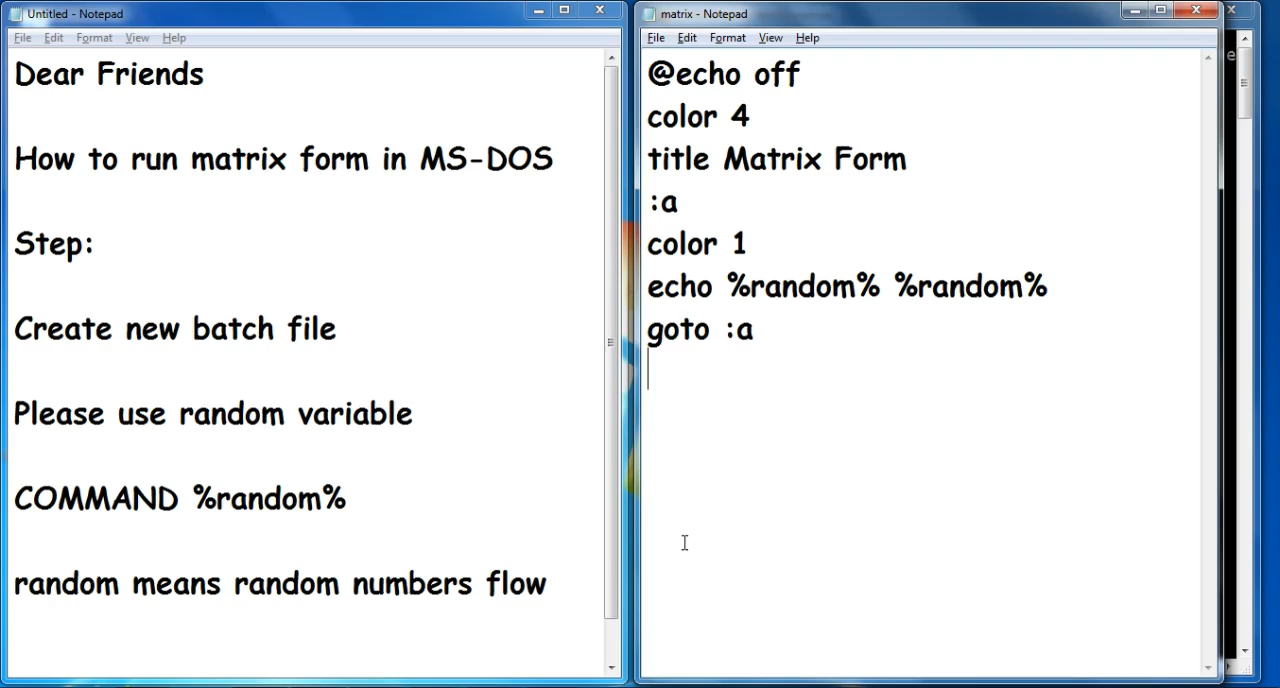 Untitled - Notepad
File Edit Format View Help
Dear Friends
How to run matrix form in MS-DOS
Step:
Create new batch file
Please use random variable
COMMAND %random%
random means random numbers flow
matrix - Notepad
File Edit Format View Help
@echo off
color 4
title Matrix Form
:a
color 1
echo %random% %random%
goto :a
e